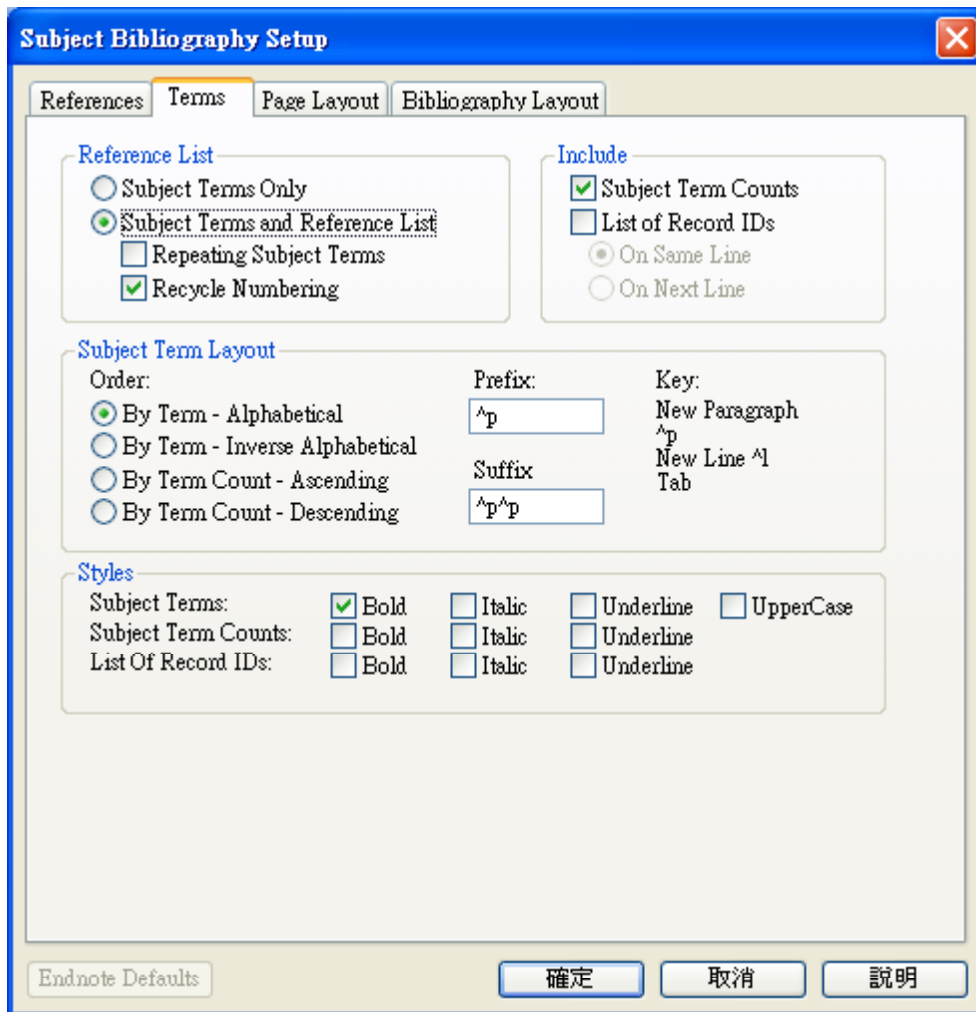 Subject Bibliography Setup
References Terms Page Layout Bibliography Layout
Reference List
Subject Terms Only
Subject Terms and Reference List
Repeating Subject Terms
Recycle Numbering
Include
Subject Term Counts
List of Record IDs
On Same Line
On Next Line
Subject Term Layout
Order:
By Term - Alphabetical
By Term - Inverse Alphabetical
By Term Count - Ascending
By Term Count - Descending
Prefix:
^p
Suffix
^p^p
Key:
New Paragraph
^p
New Line ^l
Tab
Styles
Subject Terms: Bold Italic Underline UpperCase
Subject Term Counts: Bold Italic Underline
List Of Record IDs: Bold Italic Underline
Endnote Defaults 確定 取消 說明